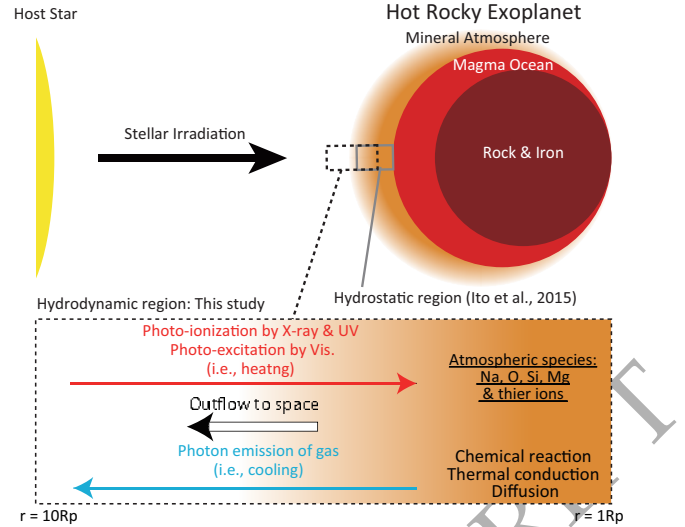 Host Star
Hot Rocky Exoplanet
Mineral Atmosphere
Magma Ocean
Stellar Irradiation
Rock & Iron
Hydrodynamic region: This study
Hydrostatic region (Ito et al., 2015)
Photo-ionization by X-ray & UV
Photo-excitation by Vis.
(i.e., heatng)
Atmospheric species:
Na, O, Si, Mg
& thier ions
Outflow to space
Photon emission of gas
(i.e., cooling)
Chemical reaction
Thermal conduction
Diffusion
r = 10Rp
r = 1Rp
R I T